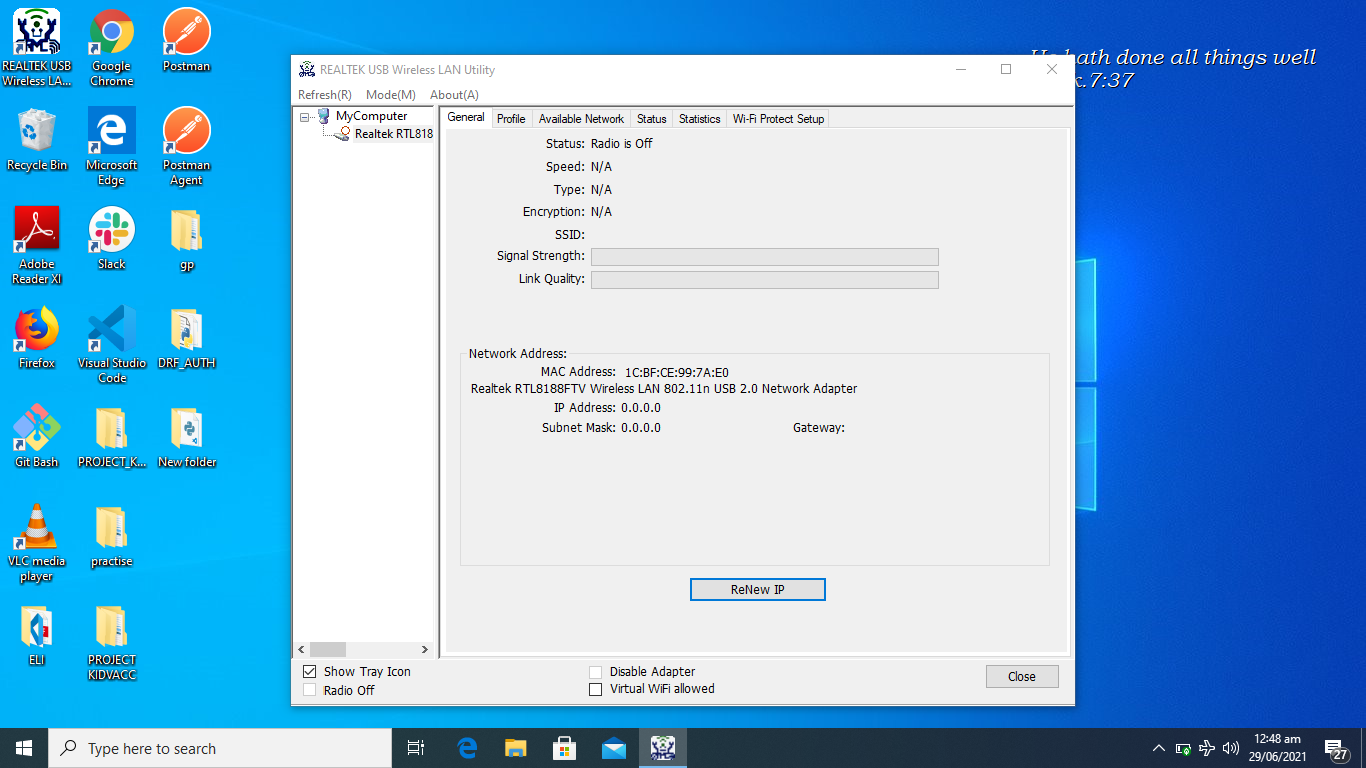 REALTEK USB
Wireless LA...
Google
Chrome
Postman
Recycle Bin
Microsoft
Edge
Postman
Agent
Adobe
Reader XI
Slack
gp
Firefox
Visual Studio
Code
DRF_AUTH
Git Bash
PROJECT_K...
New folder
VLC media
player
practise
ELI
PROJECT
KIDVACC
hath done all things well
.7:37
REALTEK USB Wireless LAN Utility
Refresh(R) Mode(M) About(A)
MyComputer
Realtek RTL818
General Profile Available Network Status Statistics Wi-Fi Protect Setup
Status: Radio is Off
Speed: N/A
Type: N/A
Encryption: N/A
SSID:
Signal Strength:
Link Quality:
Network Address:
MAC Address: 1C:BF:CE:99:7A:E0
Realtek RTL8188FTV Wireless LAN 802.11n USB 2.0 Network Adapter
IP Address: 0.0.0.0
Subnet Mask: 0.0.0.0 Gateway:
ReNew IP
Show Tray Icon Disable Adapter
Radio Off Virtual WiFi allowed
Close
Type here to search
12:48 am
29/06/2021
27